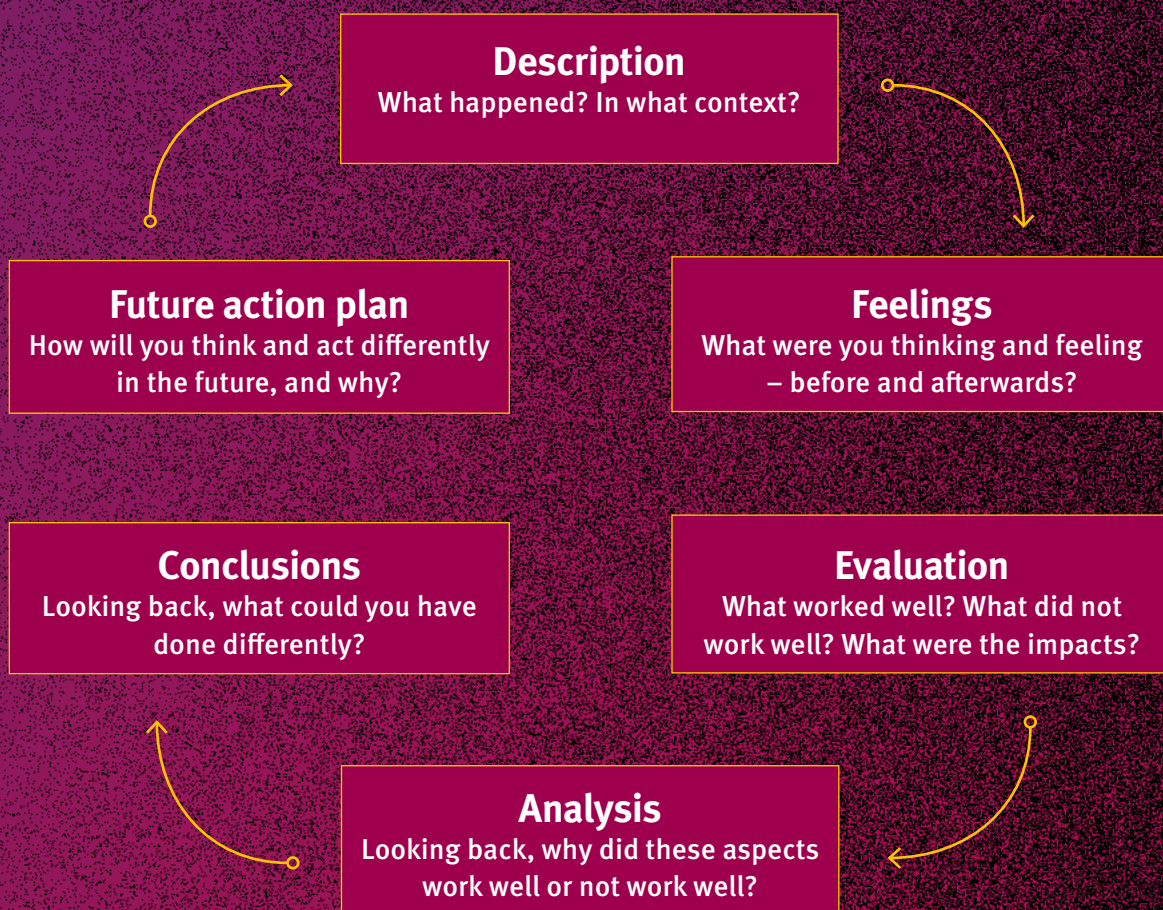 Description
What happened? In what context?
Feelings
What were you thinking and feeling
– before and afterwards?
Evaluation
What worked well? What did not
work well? What were the impacts?
Analysis
Looking back, why did these aspects
work well or not work well?
Conclusions
Looking back, what could you have
done differently?
Future action plan
How will you think and act differently
in the future, and why?